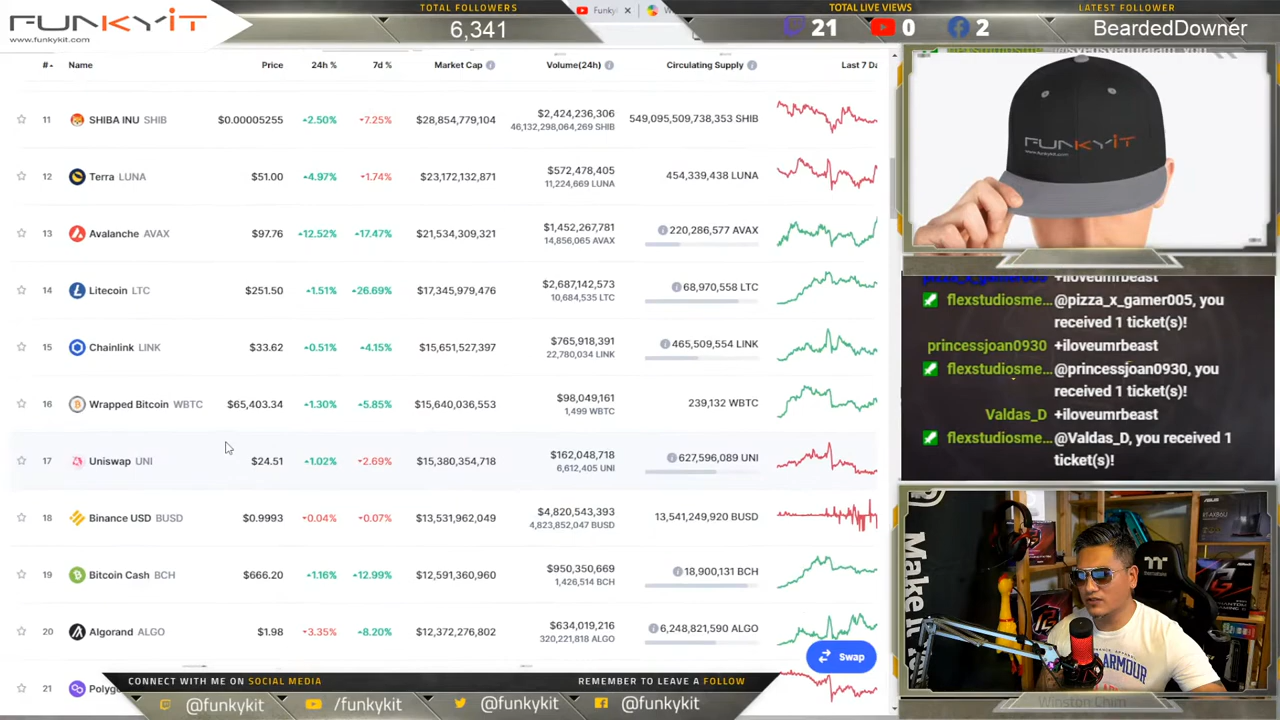 FUNKYiT
www.funkykit.com
TOTAL FOLLOWERS
6,341
Funky
W
TOTAL LIVE VIEWS
21
0
2
LATEST FOLLOWER
BeardedDowner
# Name Price 24h % 7d % Market Cap Volume(24h) Circulating Supply Last 7 Da
11 SHIBA INU SHIB $0.00005255 2.50% 7.25% $28,854,779,104 $2,424,236,306 549,095,509,738,353 SHIB
46,132,298,064,269 SHIB
12 Terra LUNA $51.00 4.97% 1.74% $23,172,132,871 $572,478,405 454,339,438 LUNA
11,224,669 LUNA
13 Avalanche AVAX $97.76 12.52% 17.47% $21,534,309,321 $1,452,267,781 220,286,577 AVAX
14,856,065 AVAX
14 Litecoin LTC $251.50 1.51% 26.69% $17,345,979,476 $2,687,142,573 68,970,558 LTC
10,684,535 LTC
15 Chainlink LINK $33.62 0.51% 4.15% $15,651,527,397 $765,918,391 465,509,554 LINK
22,780,034 LINK
16 Wrapped Bitcoin WBTC $65,403.34 1.30% 5.85% $15,640,036,553 $98,049,161 239,132 WBTC
1,499 WBTC
17 Uniswap UNI $24.51 1.02% 2.69% $15,380,354,718 $162,048,718 627,596,089 UNI
6,612,405 UNI
18 Binance USD BUSD $0.9993 0.04% 0.07% $13,531,962,049 $4,820,543,393 13,541,249,920 BUSD
4,823,852,047 BUSD
19 Bitcoin Cash BCH $666.20 1.16% 12.99% $12,591,360,960 $950,350,669 18,900,131 BCH
1,426,514 BCH
20 Algorand ALGO $1.98 3.35% 8.20% $12,372,276,802 $634,019,216 6,248,821,590 ALGO
320,221,818 ALGO
21 Polyg
Swap
FUNKYiT
www.funkykit.com
pizza_x_gamer005 +iloveumrbeast
flexstudiosme... @pizza_x_gamer005, you
received 1 ticket(s)!
princessjoan0930 +iloveumrbeast
flexstudiosme... @princessjoan0930, you
received 1 ticket(s)!
Valdas_D +iloveumrbeast
flexstudiosme... @Valdas_D, you received 1
ticket(s)!
Make It
ARMOUR
Winston Chim
CONNECT WITH ME ON SOCIAL MEDIA
REMEMBER TO LEAVE A FOLLOW
@funkykit
/funkykit
@funkykit
@funkykit